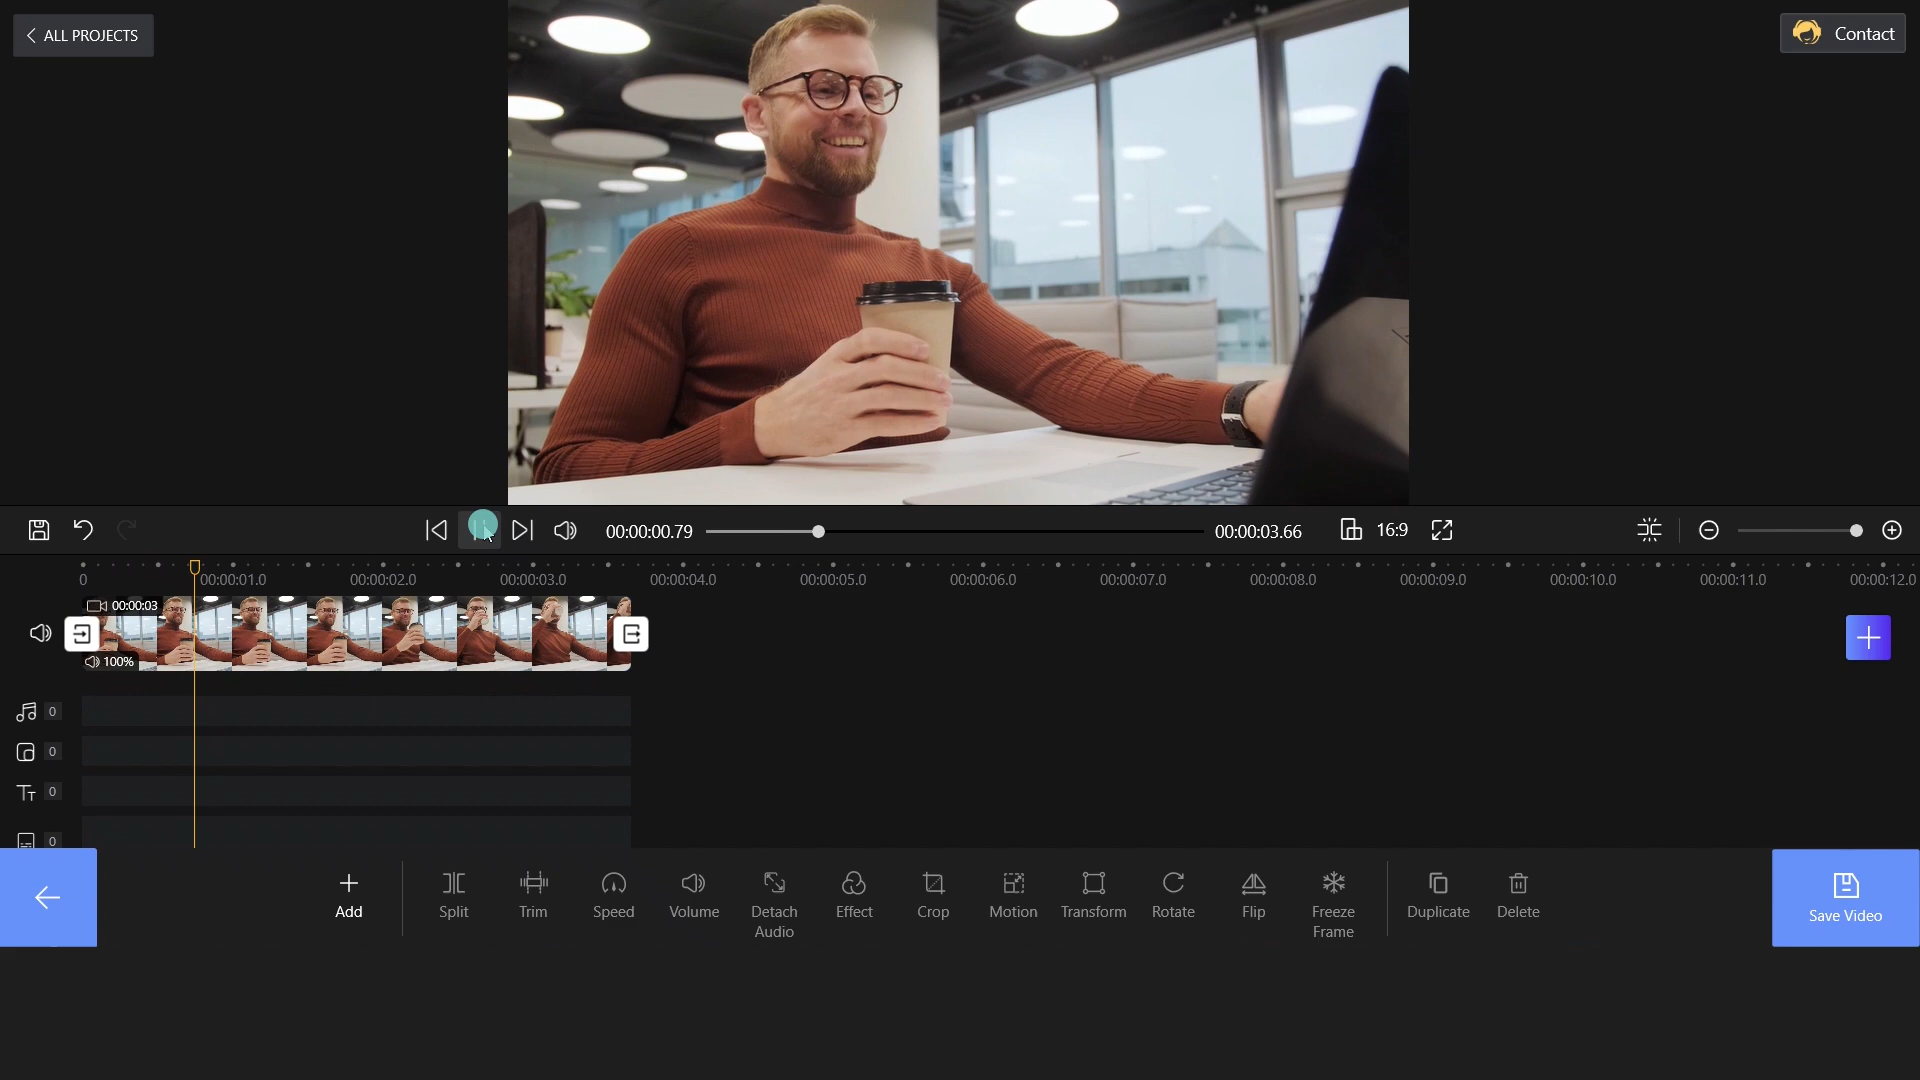 ALL PROJECTS
Contact
00:00:00.79
00:00:03.66
16:9
0
00:00:01.0
00:00:02.0
00:00:03.0
00:00:04.0
00:00:05.0
00:00:06.0
00:00:07.0
00:00:08.0
00:00:09.0
00:00:10.0
00:00:11.0
00:00:12.0
00:00:03
100%
0
0
0
0
Add
Split
Trim
Speed
Volume
Detach
Audio
Effect
Crop
Motion
Transform
Rotate
Flip
Freeze
Frame
Duplicate
Delete
Save Video